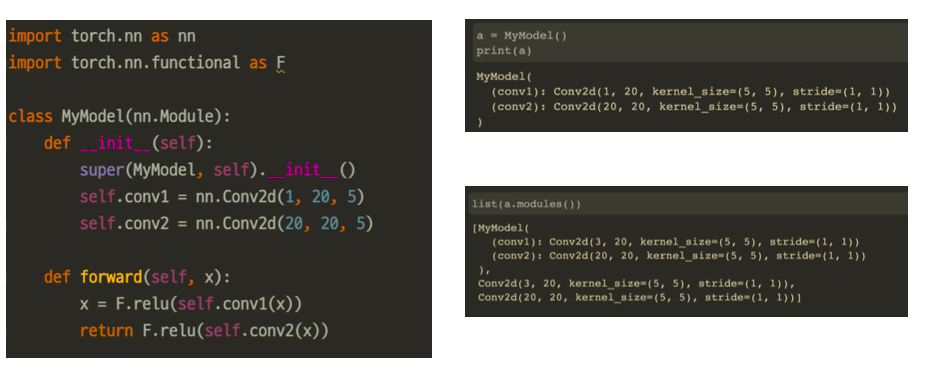 import torch.nn as nn
import torch.nn.functional as F
class MyModel(nn.Module):
def __init__(self):
super(MyModel, self).__init__()
self.conv1 = nn.Conv2d(1, 20, 5)
self.conv2 = nn.Conv2d(20, 20, 5)
def forward(self, x):
x = F.relu(self.conv1(x))
return F.relu(self.conv2(x))
a = MyModel()
print(a)
MyModel(
(conv1): Conv2d(1, 20, kernel_size=(5, 5), stride=(1, 1))
(conv2): Conv2d(20, 20, kernel_size=(5, 5), stride=(1, 1))
)
list(a.modules())
[MyModel(
(conv1): Conv2d(3, 20, kernel_size=(5, 5), stride=(1, 1))
(conv2): Conv2d(20, 20, kernel_size=(5, 5), stride=(1, 1))
),
Conv2d(3, 20, kernel_size=(5, 5), stride=(1, 1)),
Conv2d(20, 20, kernel_size=(5, 5), stride=(1, 1))]